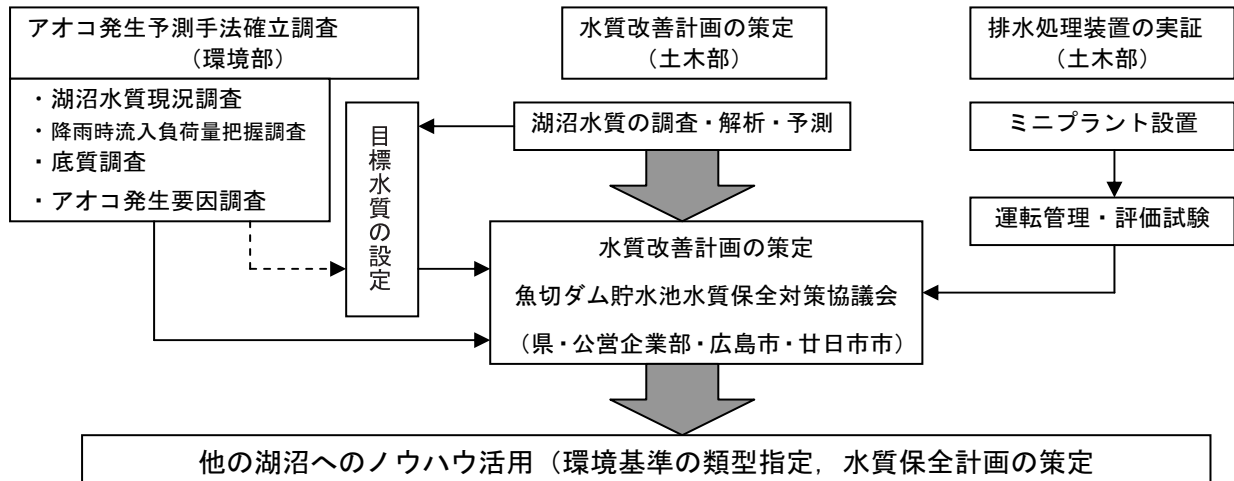 アオコ発生予測手法確立調査
（環境部）
・湖沼水質現況調査
・降雨時流入負荷量把握調査
・底質調査
・アオコ発生要因調査
目標水質の設定
水質改善計画の策定
（土木部）
湖沼水質の調査・解析・予測
排水処理装置の実証
（土木部）
ミニプラント設置
運転管理・評価試験
水質改善計画の策定
魚切ダム貯水池水質保全対策協議会
（県・公営企業部・広島市・廿日市市）
他の湖沼へのノウハウ活用（環境基準の類型指定，水質保全計画の策定